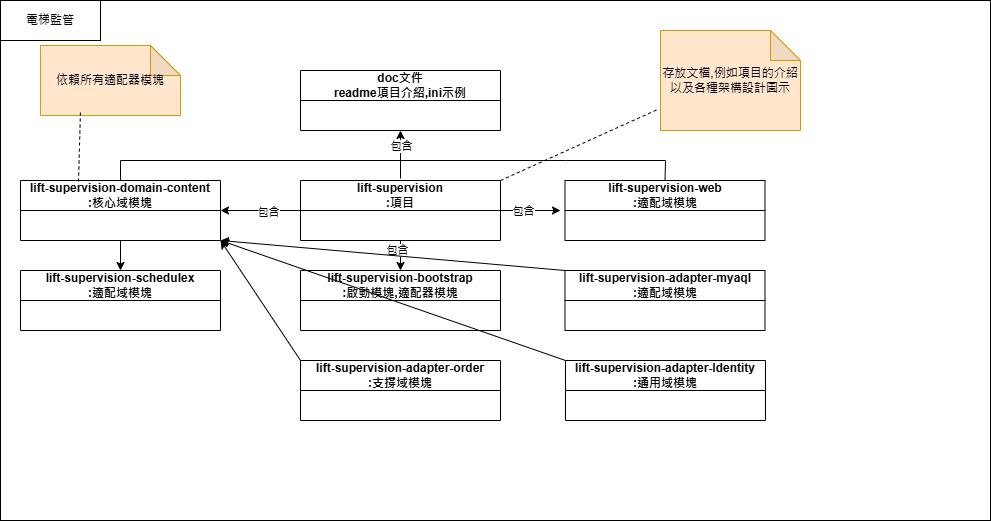 電梯監管
依賴所有適配器模塊
doc文件
readme項目介紹,ini示例
存放文檔,例如項目的介紹
以及各種架構設計圖示
包含
lift-supervision-domain-content
:核心域模塊
lift-supervision
:項目
lift-supervision-web
:適配域模塊
包含
包含
包含
lift-supervision-schedulex
:適配域模塊
lift-supervision-bootstrap
:啟動模塊,適配器模塊
lift-supervision-adapter-myaql
:適配域模塊
lift-supervision-adapter-order
:支撐域模塊
lift-supervision-adapter-Identity
:通用域模塊